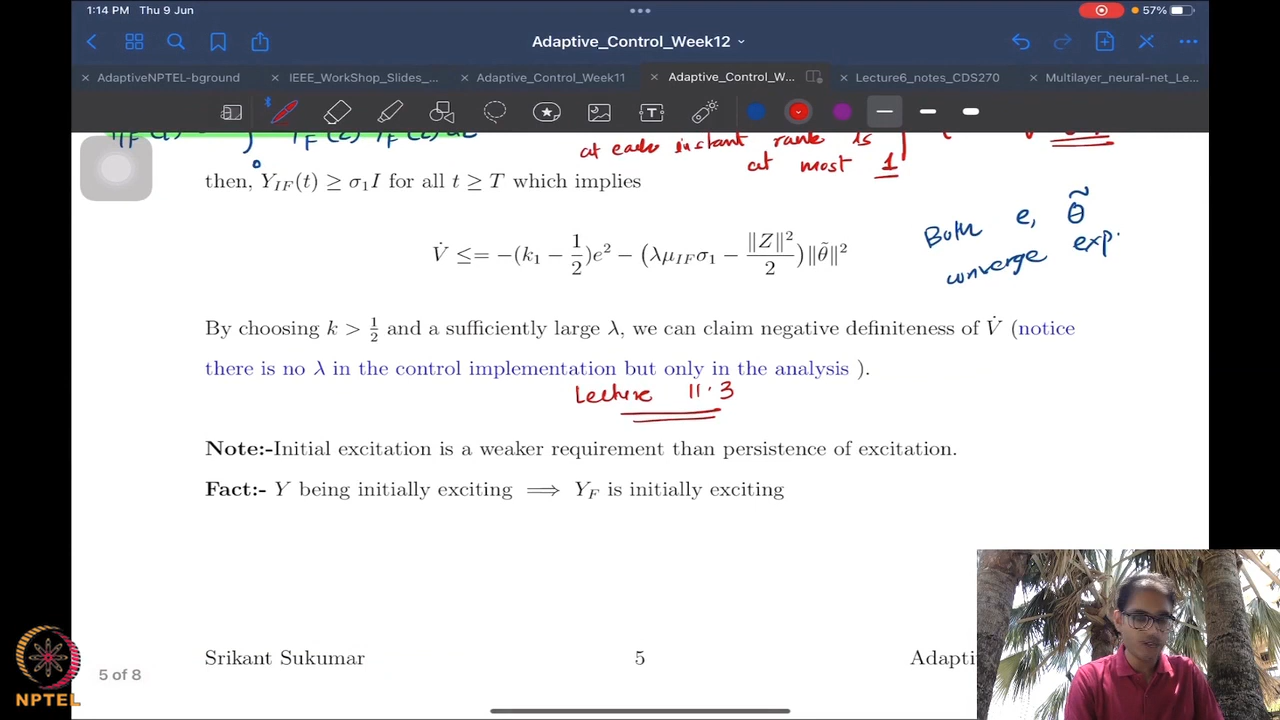 1:14 PM Thu 9 Jun
57%
Adaptive_Control_Week12
AdaptiveNPTEL-bground
IEEE_WorkShop_Slides_...
Adaptive_Control_Week11
Adaptive_Control_W...
Lecture6_notes_CDS270
Multilayer_neural-net_Le...
at each instant rank is
at most 1
then, Y_{IF}(t) ≥ σ₁I for all t ≥ T which implies
Both e, θ̃
converge exp.
V̇ ≤= −(k₁ − 1/2)e² − (λμ_{IF}σ₁ − ‖Z‖²/2)‖θ̃‖²
By choosing k > 1/2 and a sufficiently large λ, we can claim negative definiteness of V̇ (notice
there is no λ in the control implementation but only in the analysis ).
Lecture 11.3
Note:-Initial excitation is a weaker requirement than persistence of excitation.
Fact:- Y being initially exciting ⟹ Y_F is initially exciting
Srikant Sukumar
5
Adapti
5 of 8
NPTEL